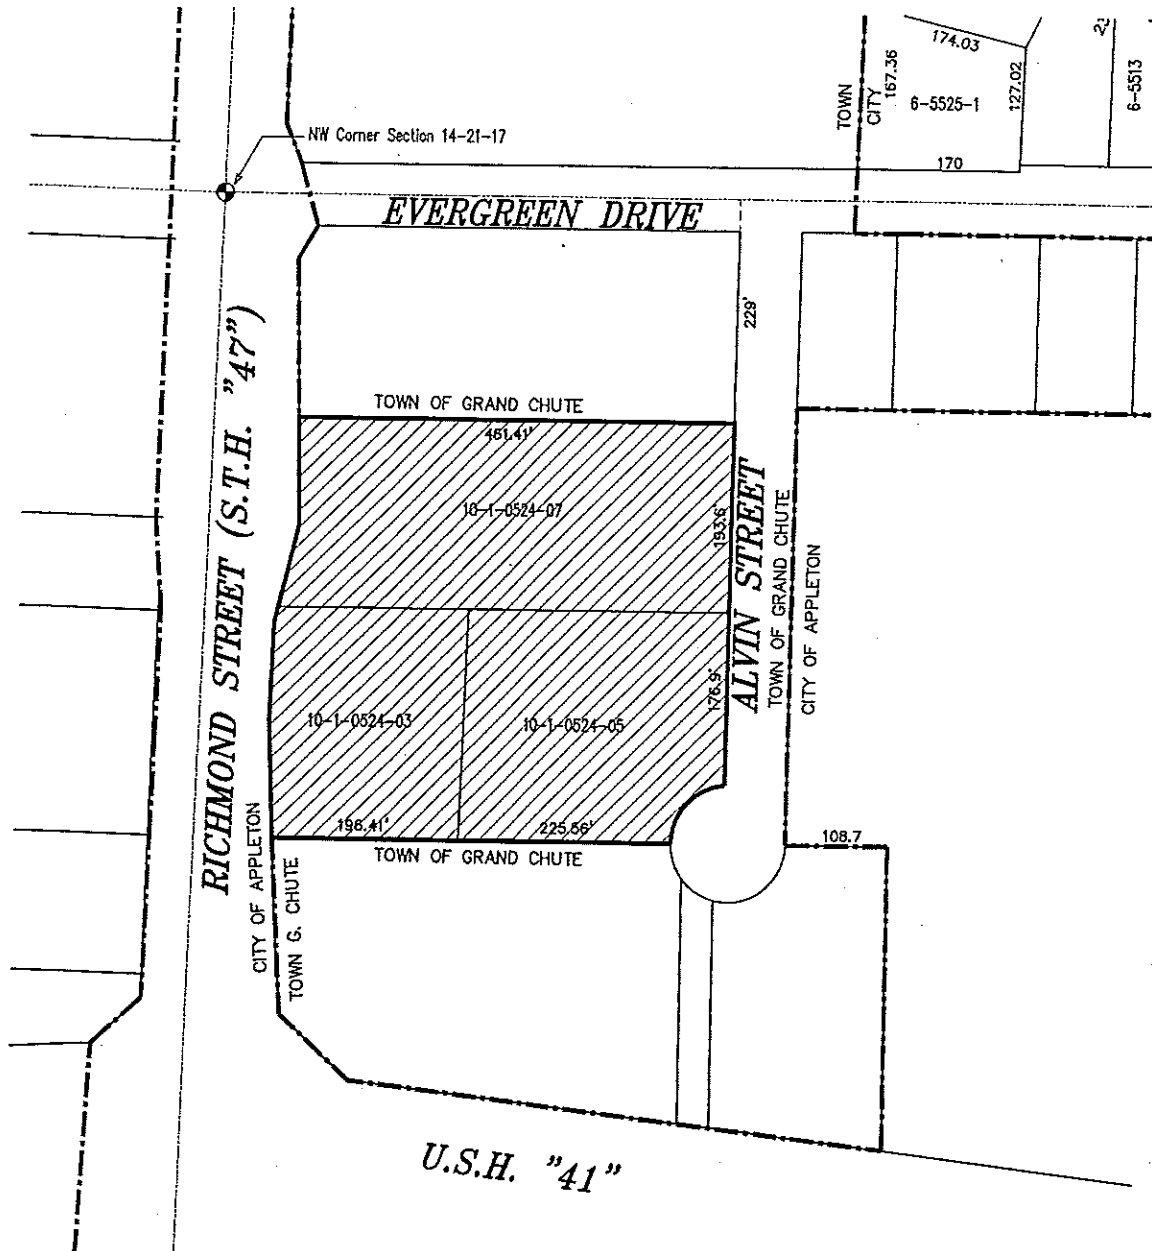 174.03
TOWN
CITY
167.36
6-5525-1
127.02
6-5513
NW Corner Section 14-21-17
170
EVERGREEN DRIVE
229'
RICHMOND STREET (S.T.H. "47")
TOWN OF GRAND CHUTE
461.41'
10-1-0524-07
193.6'
ALVIN STREET
TOWN OF GRAND CHUTE
CITY OF APPLETON
176.9'
10-1-0524-03
10-1-0524-05
196.41'
225.56'
108.7
TOWN OF GRAND CHUTE
CITY OF APPLETON
TOWN G. CHUTE
U.S.H. "41"